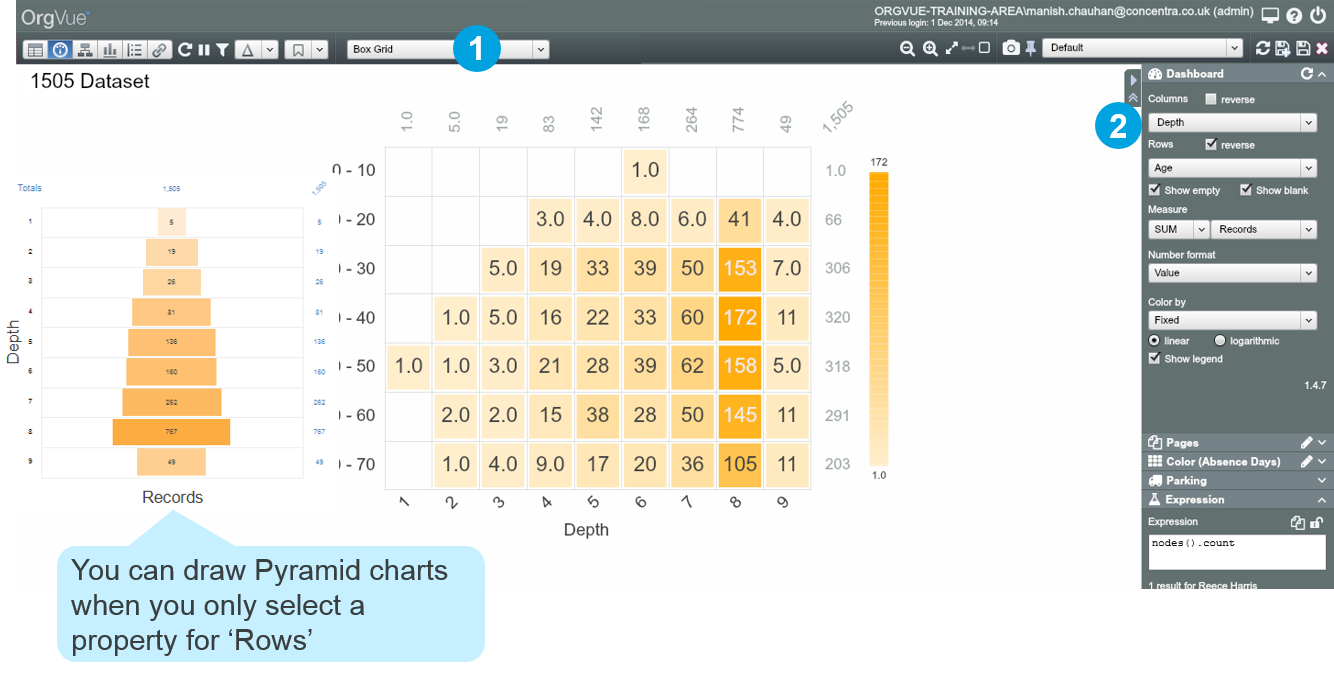 OrgVue
ORGVUE-TRAINING-AREA\manish.chauhan@concentra.co.uk (admin)
Previous login: 1 Dec 2014, 09:14
Box Grid
1
Default
1505 Dataset
1.0 5.0 19 83 142 168 264 774 49 1,505
0 - 10 1.0 1.0
- 20 3.0 4.0 8.0 6.0 41 4.0 66
- 30 5.0 19 33 39 50 153 7.0 306
- 40 1.0 5.0 16 22 33 60 172 11 320
- 50 1.0 1.0 3.0 21 28 39 62 158 5.0 318
- 60 2.0 2.0 15 38 28 50 145 11 291
- 70 1.0 4.0 9.0 17 20 36 105 11 203
1 2 3 4 5 6 7 8 9
Depth
172
1.0
Totals 1,505 1,505
1 5 5
2 19 19
3 26 26
4 81 81
5 136 136
6 160 160
7 262 262
8 767 767
9 49 49
Depth
Records
You can draw Pyramid charts
when you only select a
property for ‘Rows’
2
Dashboard
Columns reverse
Depth
Rows reverse
Age
Show empty Show blank
Measure
SUM Records
Number format
Value
Color by
Fixed
linear logarithmic
Show legend
1.4.7
Pages
Color (Absence Days)
Parking
Expression
Expression
nodes().count
1 result for Reece Harris